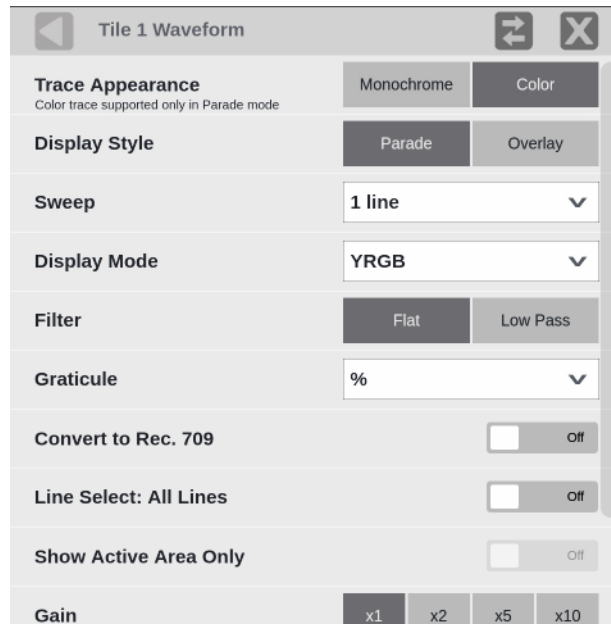 Tile 1 Waveform
Trace Appearance
Color trace supported only in Parade mode
Monochrome Color
Display Style Parade Overlay
Sweep 1 line
Display Mode YRGB
Filter Flat Low Pass
Graticule %
Convert to Rec. 709 Off
Line Select: All Lines Off
Show Active Area Only Off
Gain x1 x2 x5 x10